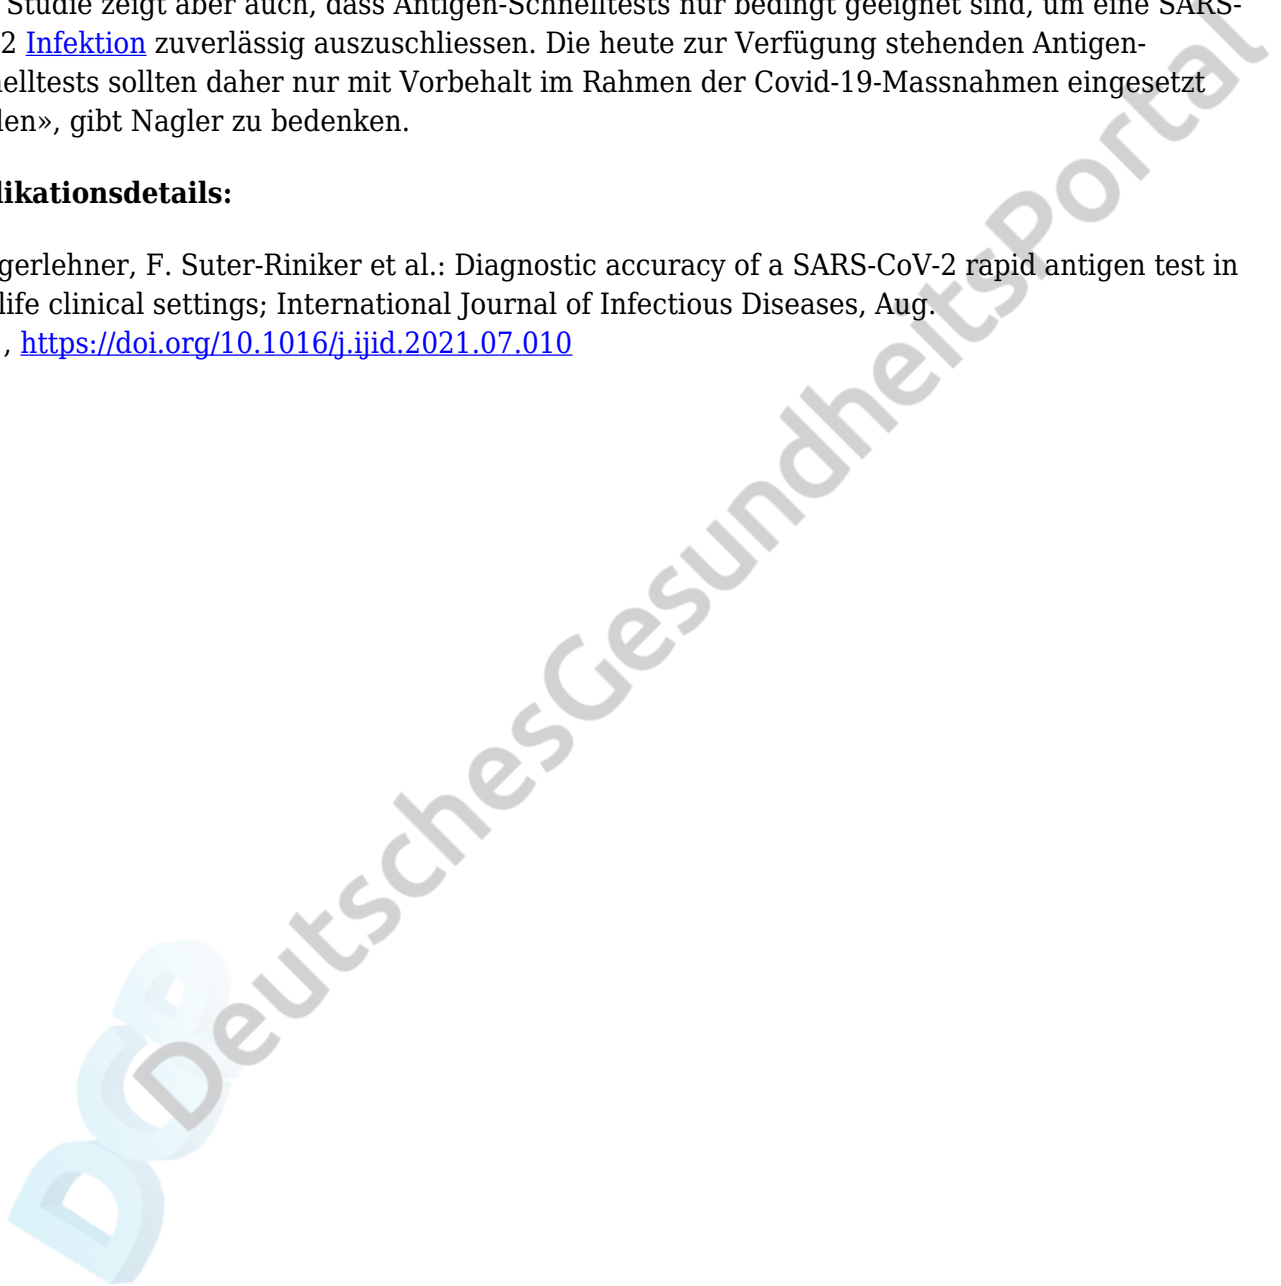 Studie zeigt aber auch, dass Antigen-Schnelltests nur bedingt geeignet sind, um eine SARS-
2 Infektion zuverlässig auszuschliessen. Die heute zur Verfügung stehenden Antigen-
nelltests sollten daher nur mit Vorbehalt im Rahmen der Covid-19-Massnahmen eingesetzt
den», gibt Nagler zu bedenken.
likationsdetails:
gerlehner, F. Suter-Riniker et al.: Diagnostic accuracy of a SARS-CoV-2 rapid antigen test in
life clinical settings; International Journal of Infectious Diseases, Aug.
, https://doi.org/10.1016/j.ijid.2021.07.010
DeutschesGesundheitsPortal
DGP